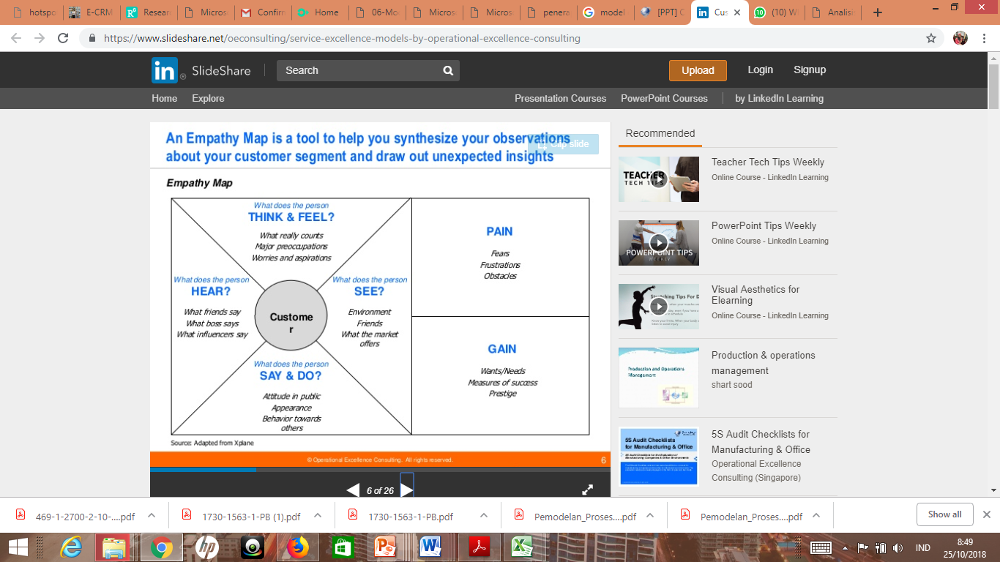 hotspo
E-CRM
Researc
Micros
Confirm
Home
06-Mo
Micros
Micros
penera
model
[PPT] C
Cus
(10) W
Analisi
https://www.slideshare.net/oeconsulting/service-excellence-models-by-operational-excellence-consulting
in SlideShare
Search
Upload
Login
Signup
Home
Explore
Presentation Courses
PowerPoint Courses
by LinkedIn Learning
An Empathy Map is a tool to help you synthesize your observations
about your customer segment and draw out unexpected insights
Clip slide
Empathy Map
What does the person
THINK & FEEL?
What really counts
Major preoccupations
Worries and aspirations
What does the person
HEAR?
What friends say
What boss says
What influencers say
Custome
r
What does the person
SEE?
Environment
Friends
What the market
offers
What does the person
SAY & DO?
Attitude in public
Appearance
Behavior towards
others
PAIN
Fears
Frustrations
Obstacles
GAIN
Wants/Needs
Measures of success
Prestige
Source: Adapted from Xplane
© Operational Excellence Consulting. All rights reserved.
6
6 of 26
Recommended
TEACHER
TECH TIPS
Teacher Tech Tips Weekly
Online Course - LinkedIn Learning
POWERPOINT TIPS
WEEKLY
PowerPoint Tips Weekly
Online Course - LinkedIn Learning
Stretching Tips For D
Visual Aesthetics for
Elearning
Online Course - LinkedIn Learning
Production and Operations
Management
Production & operations
management
shart sood
5S Audit Checklists
for Manufacturing & Office
5S Audit Checklists for
Manufacturing & Office
Operational Excellence
Consulting (Singapore)
469-1-2700-2-10-....pdf
1730-1563-1-PB (1).pdf
1730-1563-1-PB.pdf
Pemodelan_Proses....pdf
Pemodelan_Proses....pdf
Show all
IND
8:49
25/10/2018